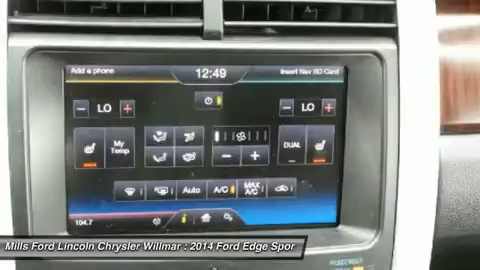 Add a phone 12:49 Insert Nav SD Card
LO LO
My
Temp
DUAL
Auto A/C MAX
A/C
104.7
Mills Ford Lincoln Chrysler Willmar : 2014 Ford Edge Spor
PASSENGER